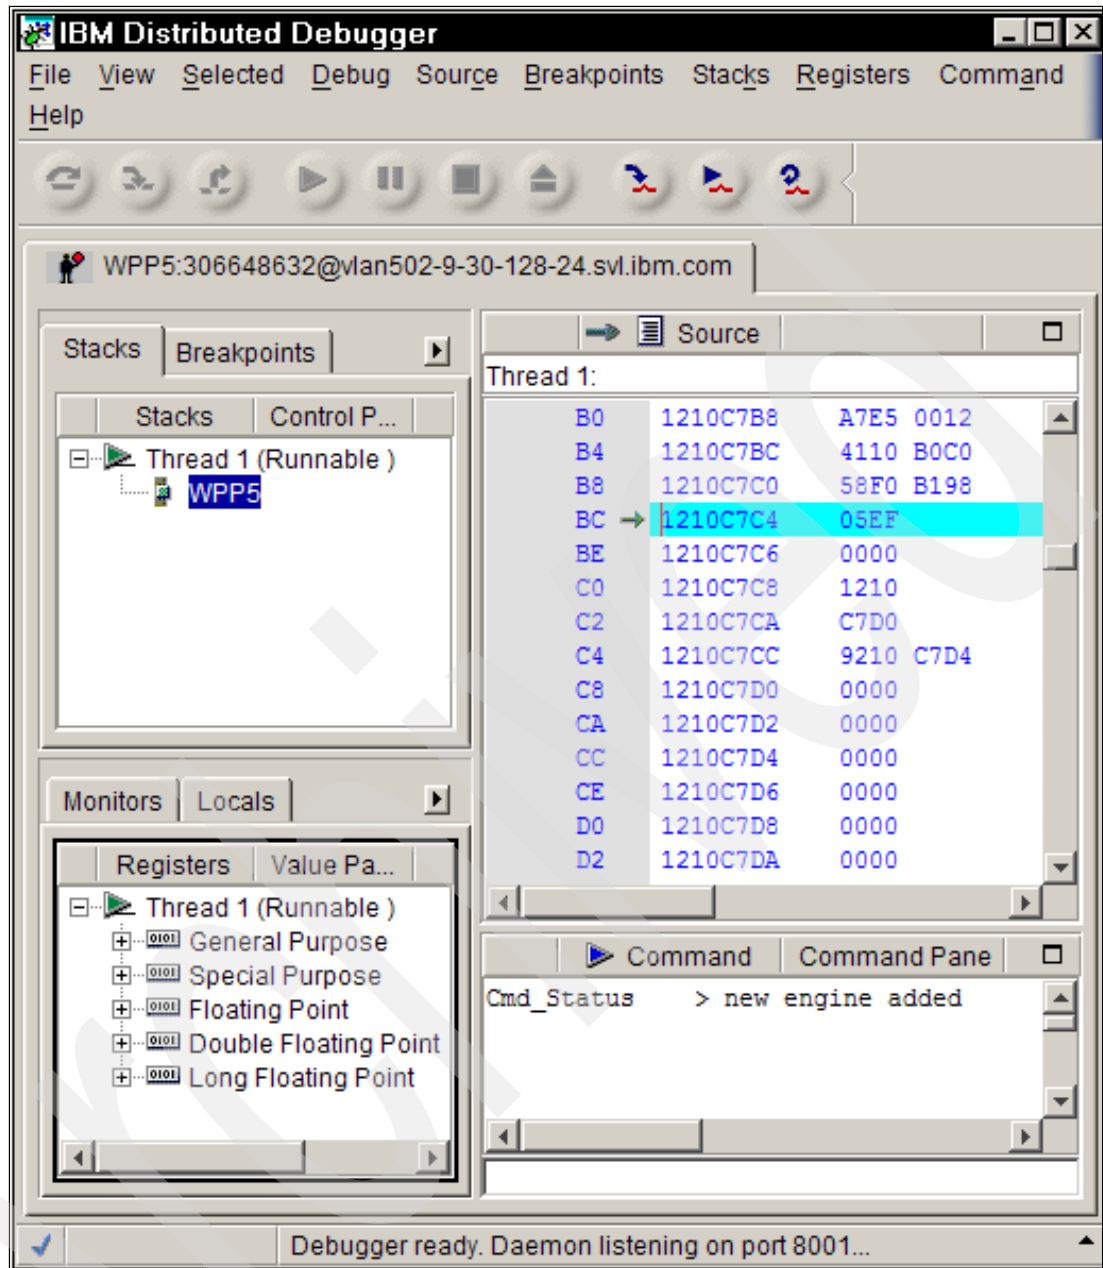 IBM Distributed Debugger
File View Selected Debug Source Breakpoints Stacks Registers Command
Help
WPP5:306648632@vlan502-9-30-128-24.svl.ibm.com
Stacks Breakpoints
Stacks Control P...
Thread 1 (Runnable )
WPP5
Source
Thread 1:
B0 1210C7B8 A7E5 0012
B4 1210C7BC 4110 B0C0
B8 1210C7C0 58F0 B198
BC 1210C7C4 05EF
BE 1210C7C6 0000
C0 1210C7C8 1210
C2 1210C7CA C7D0
C4 1210C7CC 9210 C7D4
C8 1210C7D0 0000
CA 1210C7D2 0000
CC 1210C7D4 0000
CE 1210C7D6 0000
D0 1210C7D8 0000
D2 1210C7DA 0000
Monitors Locals
Registers Value Pa...
Thread 1 (Runnable )
General Purpose
Special Purpose
Floating Point
Double Floating Point
Long Floating Point
Command Command Pane
Cmd_Status > new engine added
Debugger ready. Daemon listening on port 8001...